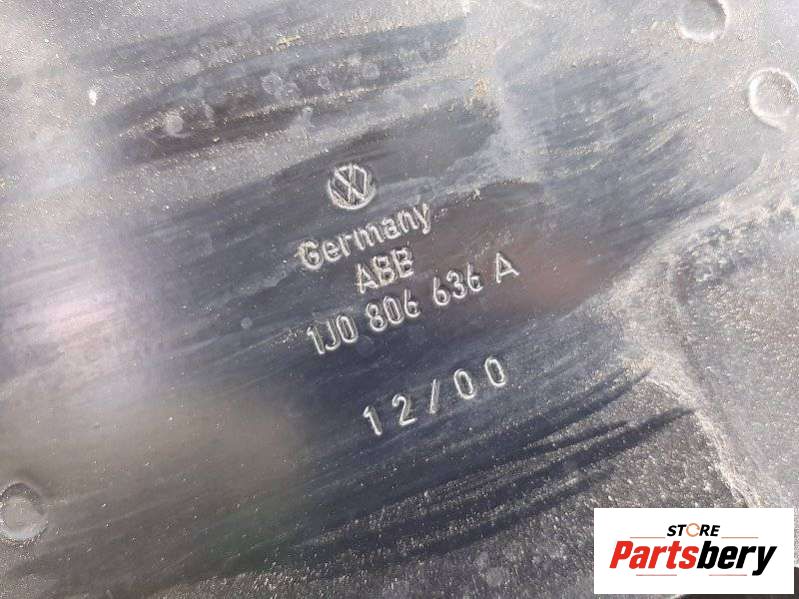 Germany
ABB
1J0 806 636 A
12/00
STORE
Partsbery